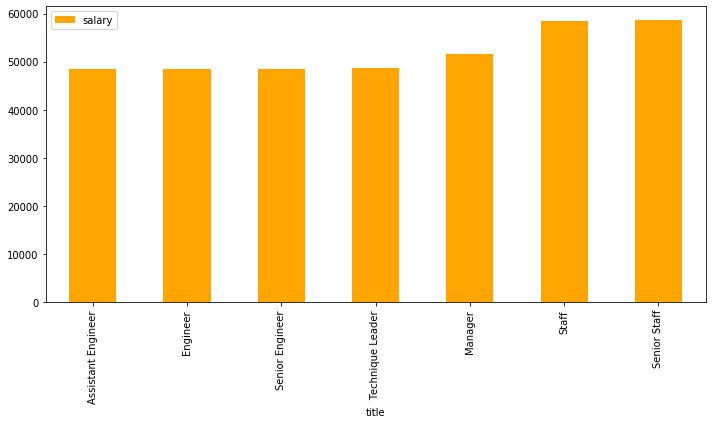 salary
60000
50000
40000
30000
20000
10000
0
Assistant Engineer
Engineer
Senior Engineer
Technique Leader
Manager
Staff
Senior Staff
title